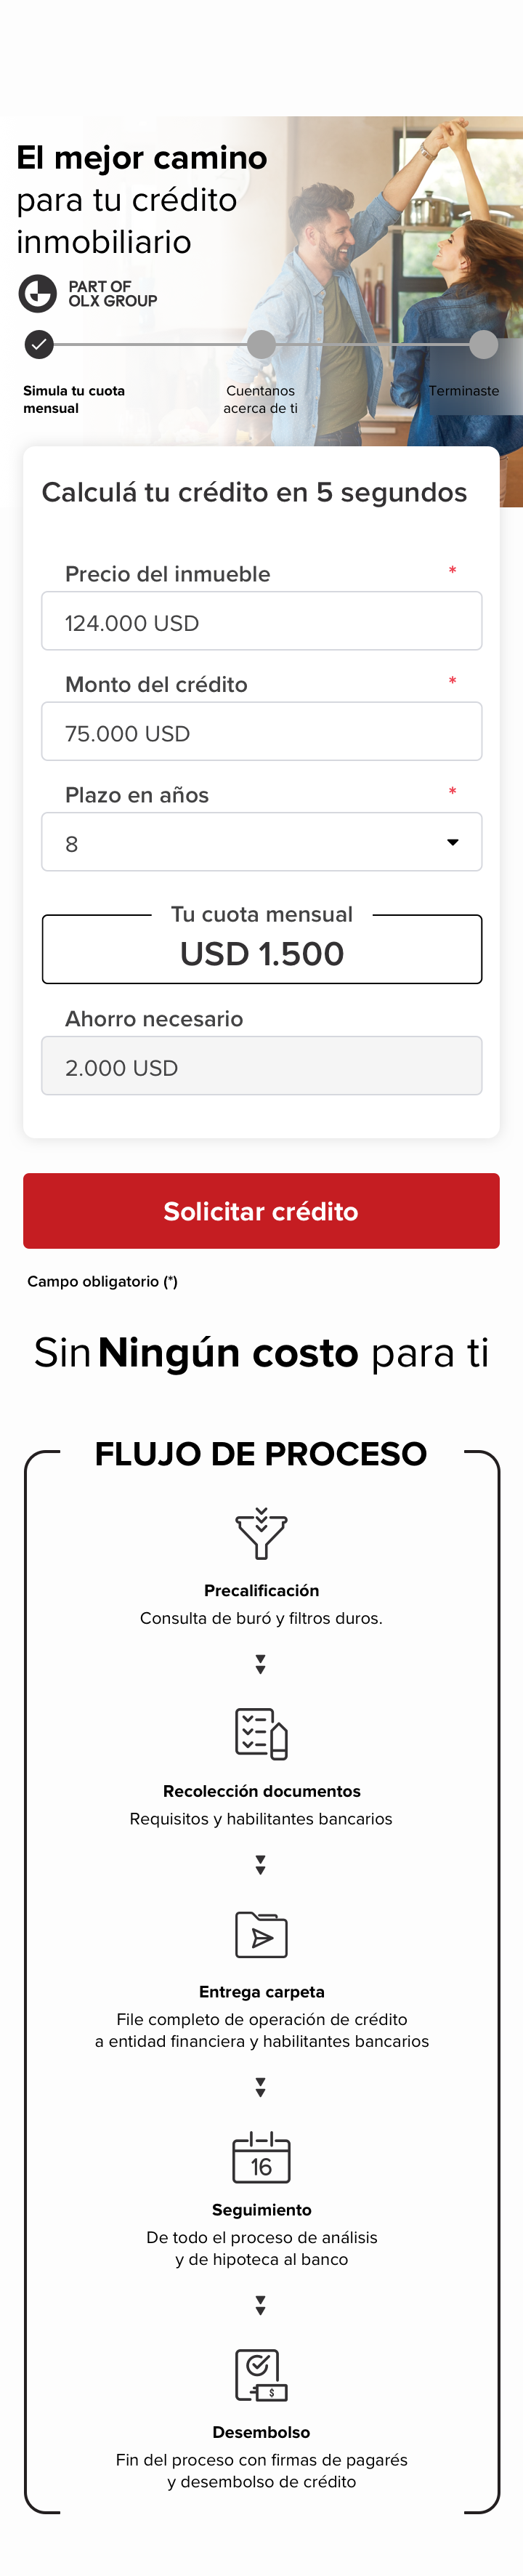 El mejor camino
para tu crédito
inmobiliario
PART OF
OLX GROUP
Simula tu cuota
mensual
Cuentanos
acerca de ti
Terminaste
Calculá tu crédito en 5 segundos
Precio del inmueble *
124.000 USD
Monto del crédito *
75.000 USD
Plazo en años *
8
Tu cuota mensual
USD 1.500
Ahorro necesario
2.000 USD
Solicitar crédito
Campo obligatorio (*)
Sin Ningún costo para ti
FLUJO DE PROCESO
Precalificación
Consulta de buró y filtros duros.
Recolección documentos
Requisitos y habilitantes bancarios
Entrega carpeta
File completo de operación de crédito
a entidad financiera y habilitantes bancarios
16
Seguimiento
De todo el proceso de análisis
y de hipoteca al banco
$
Desembolso
Fin del proceso con firmas de pagarés
y desembolso de crédito